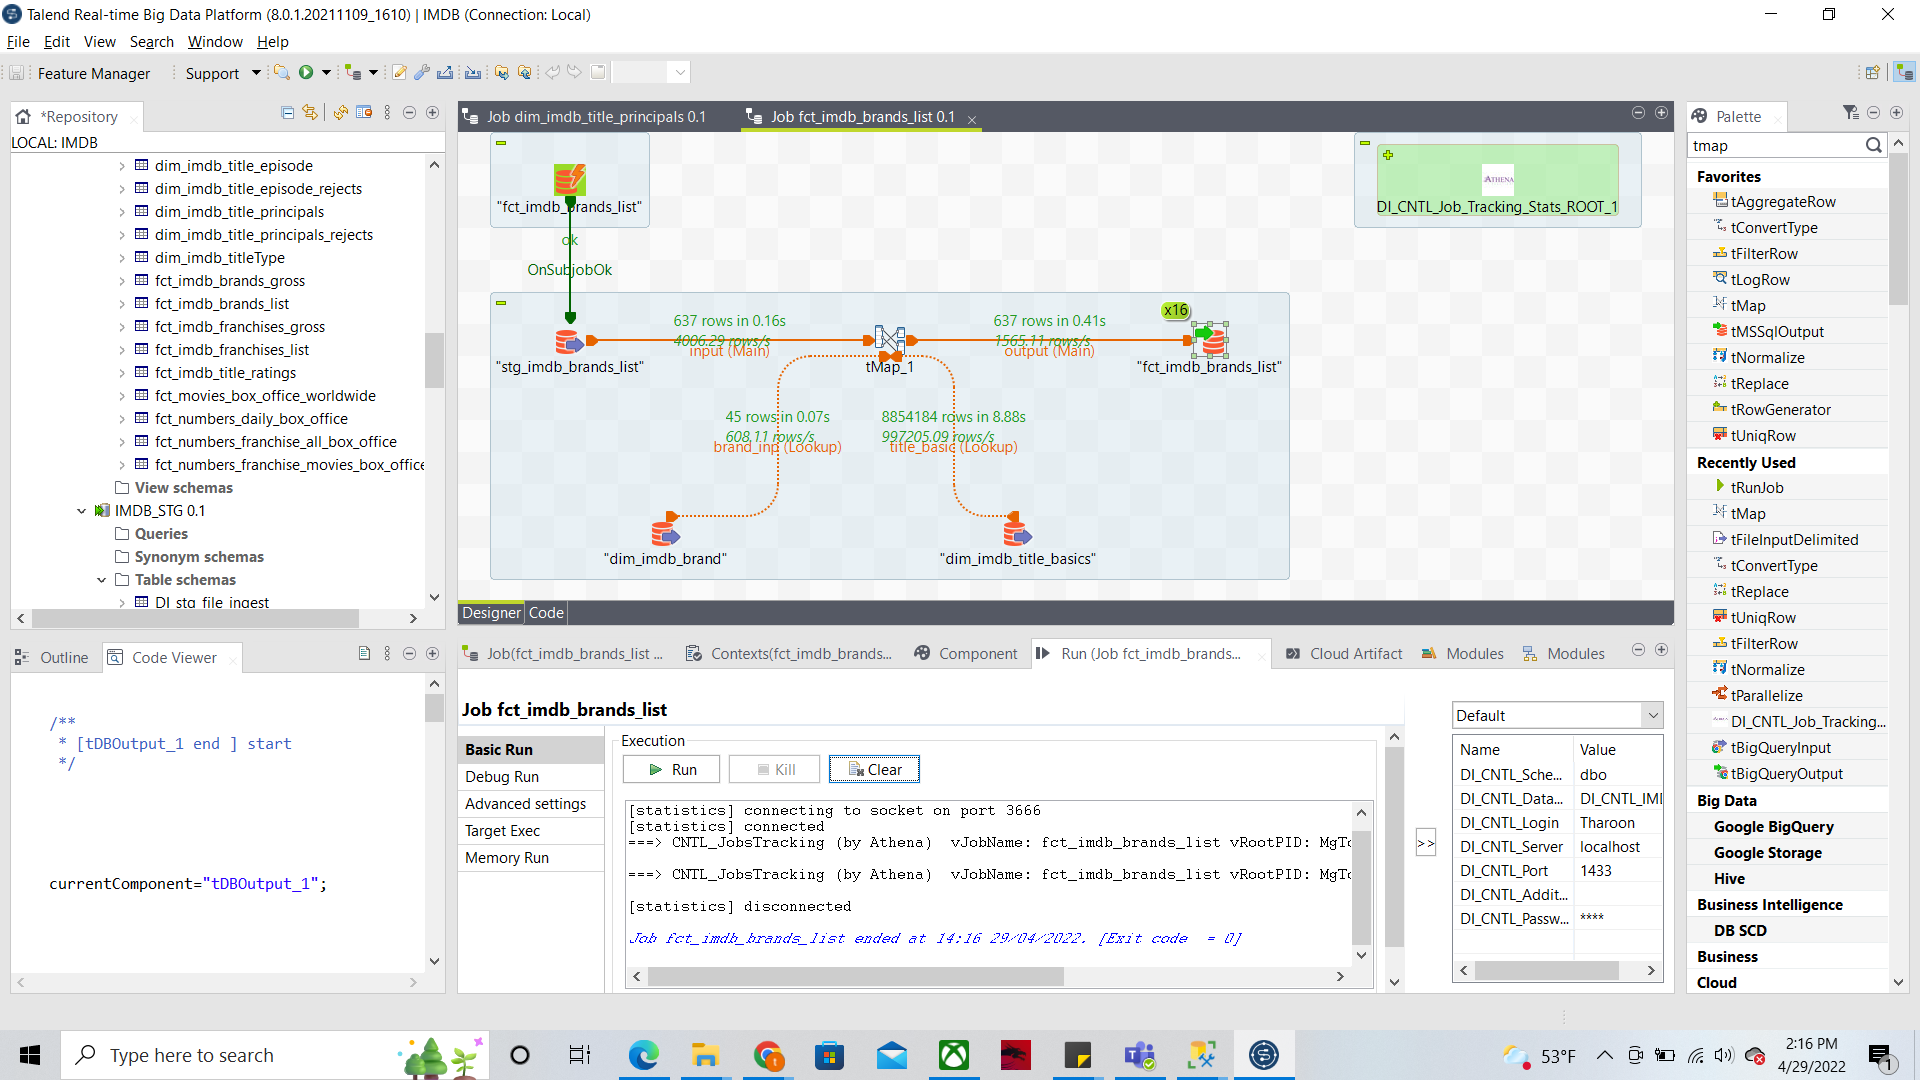 Talend Real-time Big Data Platform (8.0.1.20211109_1610) | IMDB (Connection: Local)
File Edit View Search Window Help
Feature Manager Support
*Repository
LOCAL: IMDB
dim_imdb_title_episode
dim_imdb_title_episode_rejects
dim_imdb_title_principals
dim_imdb_title_principals_rejects
dim_imdb_titleType
fct_imdb_brands_gross
fct_imdb_brands_list
fct_imdb_franchises_gross
fct_imdb_franchises_list
fct_imdb_title_ratings
fct_movies_box_office_worldwide
fct_numbers_daily_box_office
fct_numbers_franchise_all_box_office
fct_numbers_franchise_movies_box_office
View schemas
IMDB_STG 0.1
Queries
Synonym schemas
Table schemas
DI_stg_file_ingest
Job dim_imdb_title_principals 0.1
Job fct_imdb_brands_list 0.1
"fct_imdb_brands_list"
ATHENA
DI_CNTL_Job_Tracking_Stats_ROOT_1
ok
OnSubjobOk
637 rows in 0.16s
4006.29 rows/s
input (Main)
637 rows in 0.41s
1565.11 rows/s
output (Main)
x16
"stg_imdb_brands_list"
tMap_1
"fct_imdb_brands_list"
45 rows in 0.07s
608.11 rows/s
brand_inp (Lookup)
8854184 rows in 8.88s
997205.09 rows/s
title_basic (Lookup)
"dim_imdb_brand"
"dim_imdb_title_basics"
Designer Code
Palette
tmap
Favorites
tAggregateRow
tConvertType
tFilterRow
tLogRow
tMap
tMSSqlOutput
tNormalize
tReplace
tRowGenerator
tUniqRow
Recently Used
tRunJob
tMap
tFileInputDelimited
tConvertType
tReplace
tUniqRow
tFilterRow
tNormalize
tParallelize
DI_CNTL_Job_Tracking...
tBigQueryInput
tBigQueryOutput
Big Data
Google BigQuery
Google Storage
Hive
Business Intelligence
DB SCD
Business
Cloud
Outline Code Viewer
/**
* [tDBOutput_1 end ] start
*/
currentComponent="tDBOutput_1";
Job(fct_imdb_brands_list ... Contexts(fct_imdb_brands... Component Run (Job fct_imdb_brands... Cloud Artifact Modules Modules
Job fct_imdb_brands_list
Basic Run
Debug Run
Advanced settings
Target Exec
Memory Run
Execution
Run Kill Clear
[statistics] connecting to socket on port 3666
[statistics] connected
===> CNTL_JobsTracking (by Athena) vJobName: fct_imdb_brands_list vRootPID: MgTc
===> CNTL_JobsTracking (by Athena) vJobName: fct_imdb_brands_list vRootPID: MgTc
[statistics] disconnected
Job fct_imdb_brands_list ended at 14:16 29/04/2022. [Exit code = 0]
>>
Default
Name Value
DI_CNTL_Sche... dbo
DI_CNTL_Data... DI_CNTL_IMI
DI_CNTL_Login Tharoon
DI_CNTL_Server localhost
DI_CNTL_Port 1433
DI_CNTL_Addit...
DI_CNTL_Passw... ****
Type here to search
53°F
2:16 PM
4/29/2022
1